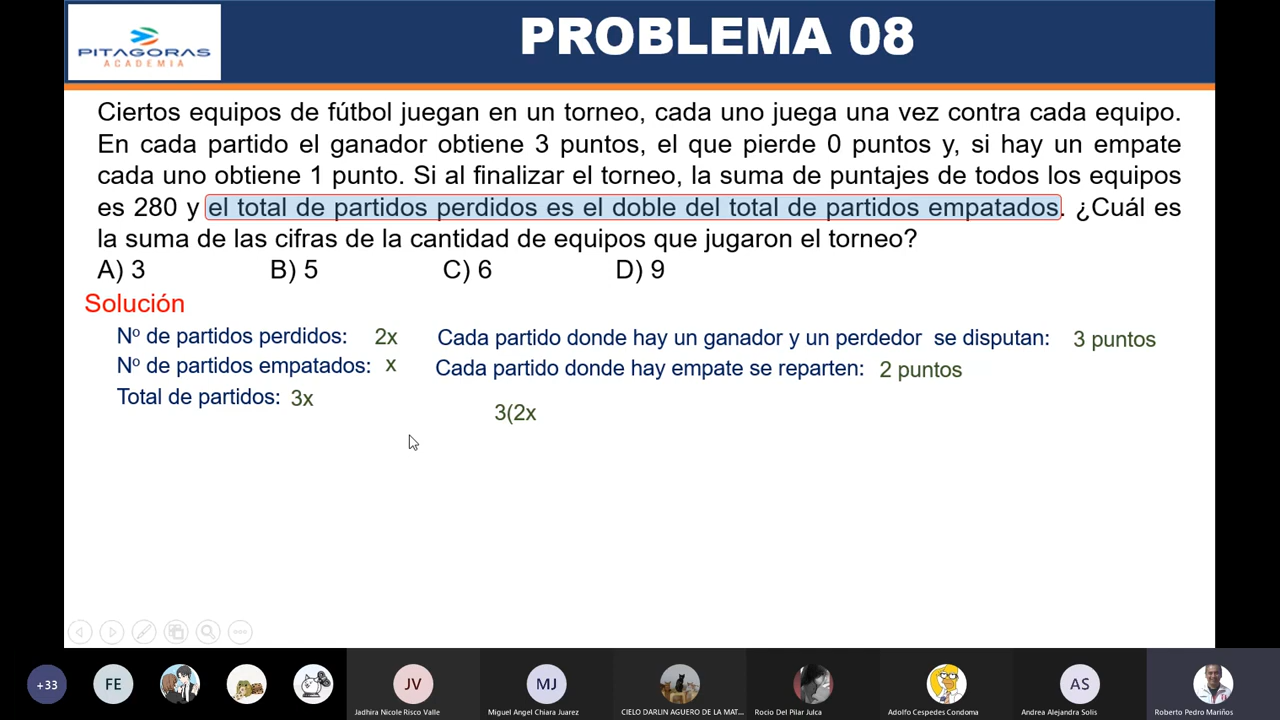 PITAGORAS
ACADEMIA
PROBLEMA 08
Ciertos equipos de fútbol juegan en un torneo, cada uno juega una vez contra cada equipo.
En cada partido el ganador obtiene 3 puntos, el que pierde 0 puntos y, si hay un empate
cada uno obtiene 1 punto. Si al finalizar el torneo, la suma de puntajes de todos los equipos
es 280 y el total de partidos perdidos es el doble del total de partidos empatados. ¿Cuál es
la suma de las cifras de la cantidad de equipos que jugaron el torneo?
A) 3 B) 5 C) 6 D) 9
Solución
Nº de partidos perdidos: 2x Cada partido donde hay un ganador y un perdedor se disputan: 3 puntos
Nº de partidos empatados: x Cada partido donde hay empate se reparten: 2 puntos
Total de partidos: 3x
3(2x
+33 FE JV MJ AS
Jadhira Nicole Risco Valle Miguel Angel Chiara Juarez CIELO DARLIN AGUERO DE LA MAT... Rocio Del Pilar Julca Adolfo Cespedes Condoma Andrea Alejandra Solis Roberto Pedro Mariños